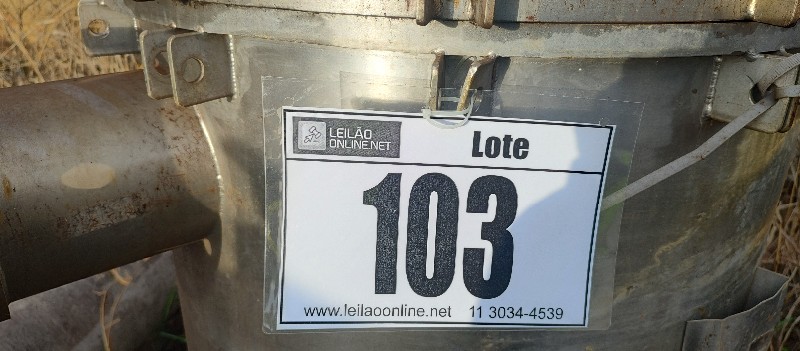 LEILÃO
ONLINE.NET
Lote
103
www.leilaoonline.net 11 3034-4539